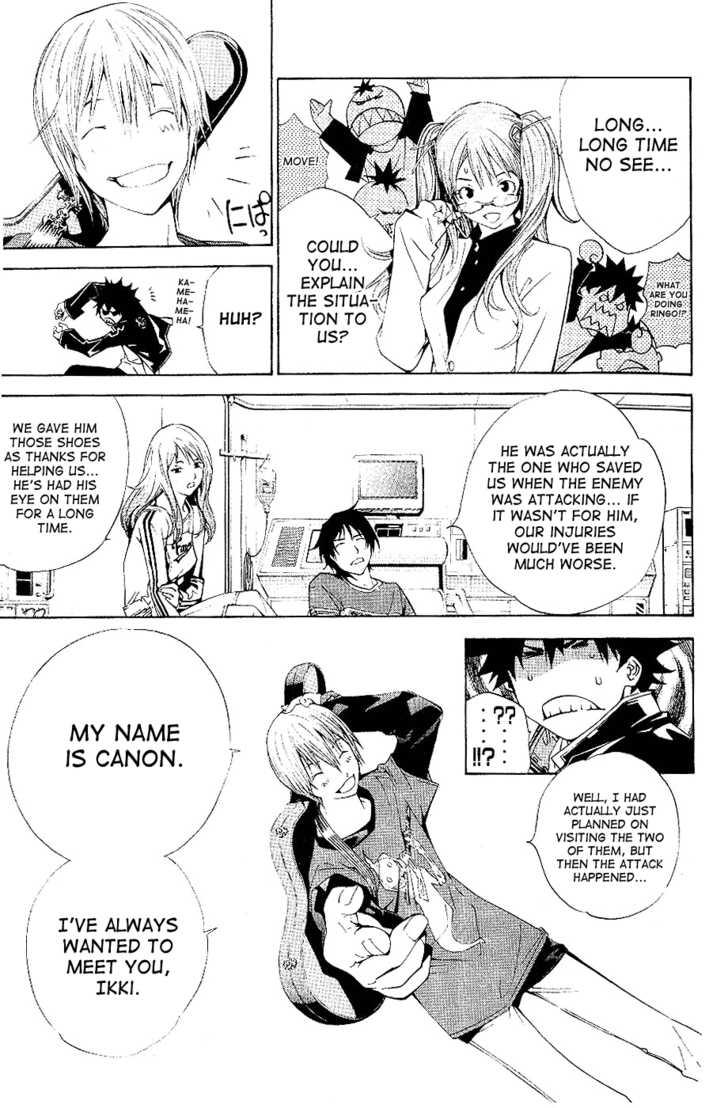 LONG...
LONG TIME
NO SEE...
MOVE!
COULD
YOU...
EXPLAIN
THE SITUA-
TION TO
US?
WHAT
ARE YOU
DOING
RINGO!?
にぱっ
HUH?
KA-
ME-
HA-
ME-
HA!
HE WAS ACTUALLY
THE ONE WHO SAVED
US WHEN THE ENEMY
WAS ATTACKING... IF
IT WASN'T FOR HIM,
OUR INJURIES
WOULD'VE BEEN
MUCH WORSE.
WE GAVE HIM
THOSE SHOES
AS THANKS FOR
HELPING US...
HE'S HAD HIS
EYE ON THEM
FOR A LONG
TIME.
:??
: :
!!? :
WELL, I HAD
ACTUALLY JUST
PLANNED ON
VISITING THE TWO
OF THEM, BUT
THEN THE ATTACK
HAPPENED...
MY NAME
IS CANON.
I'VE ALWAYS
WANTED TO
MEET YOU,
IKKI.